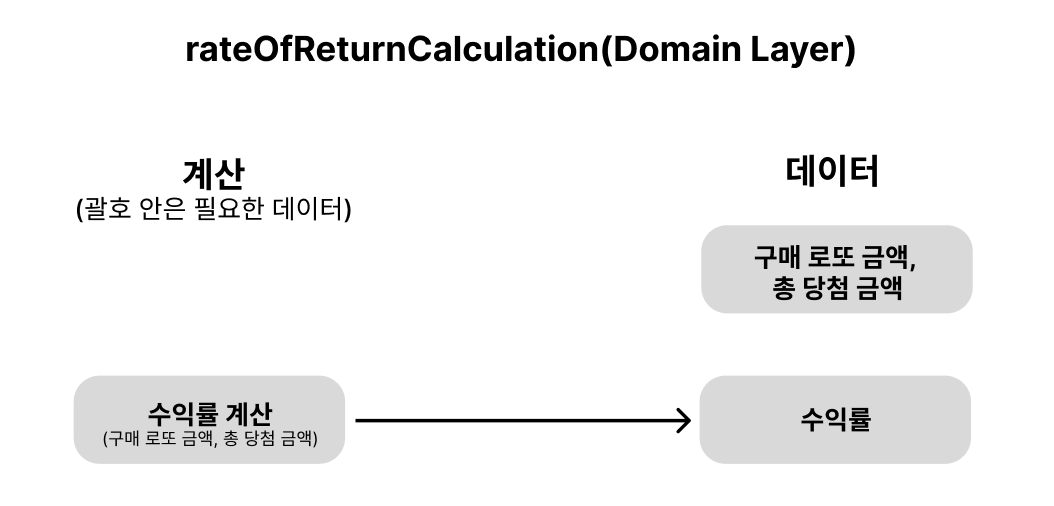 rateOfReturnCalculation(Domain Layer)
계산
(괄호 안은 필요한 데이터)
데이터
구매 로또 금액,
총 당첨 금액
수익률 계산
(구매 로또 금액, 총 당첨 금액)
수익률